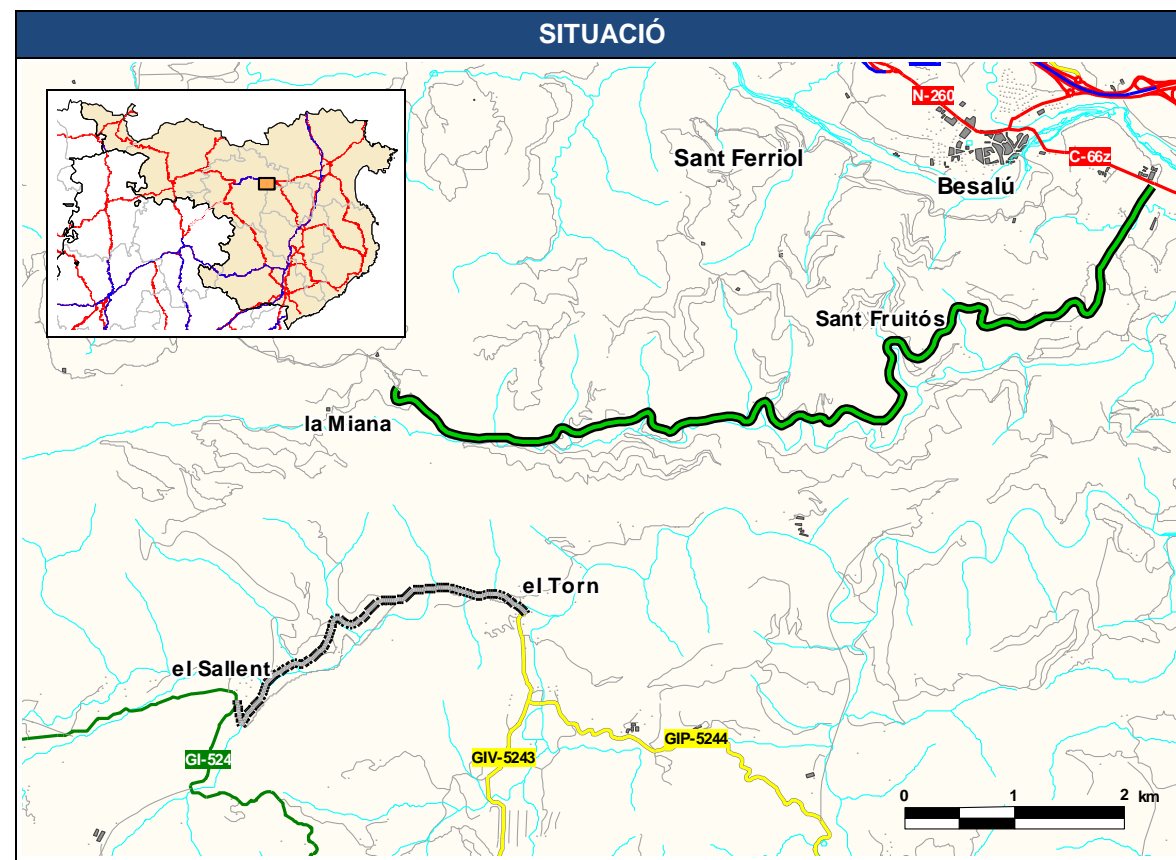 SITUACIÓ
N-260
Sant Ferriol
C-66z
Besalú
Sant Fruitós
la Miana
el Torn
el Sallent
GI-524
GIV-5243
GIP-5244
0 1 2 km